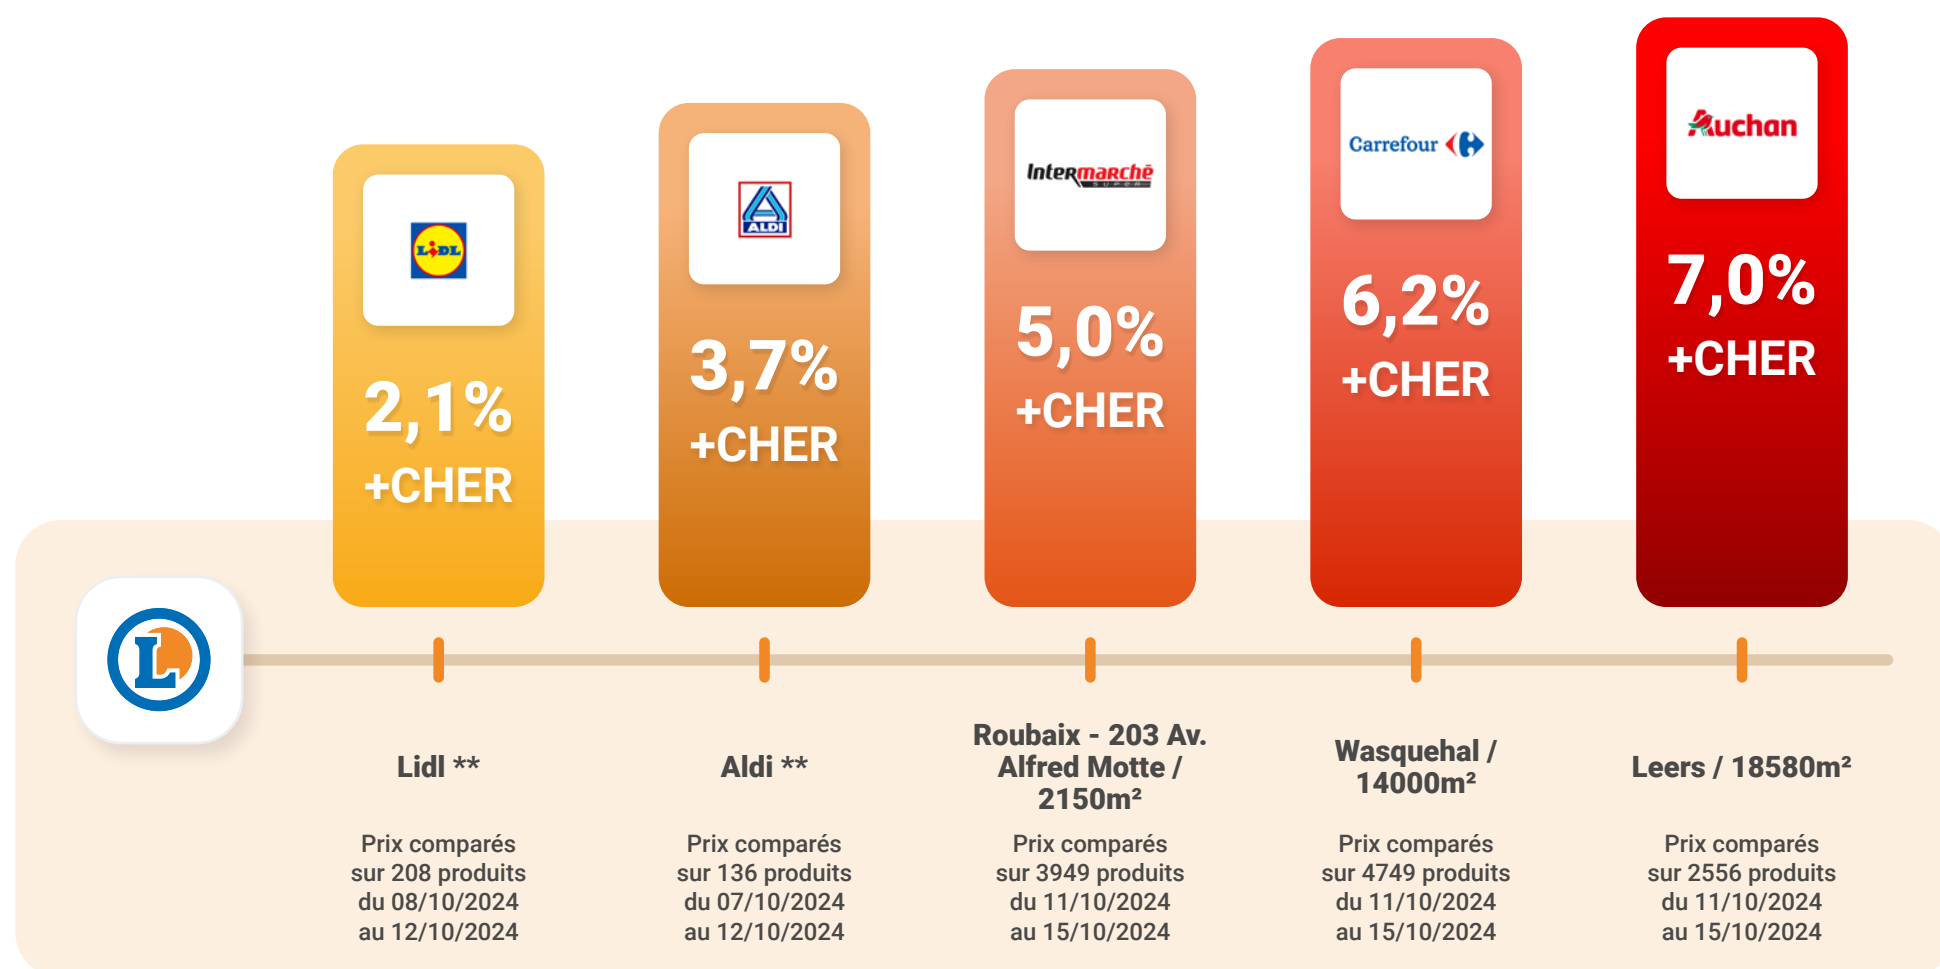 LIDL
2,1%
+CHER
ALDI
3,7%
+CHER
Intermarché
SUPER
5,0%
+CHER
Carrefour
6,2%
+CHER
Auchan
7,0%
+CHER
L
Lidl **
Prix comparés
sur 208 produits
du 08/10/2024
au 12/10/2024
Aldi **
Prix comparés
sur 136 produits
du 07/10/2024
au 12/10/2024
Roubaix - 203 Av.
Alfred Motte /
2150m²
Prix comparés
sur 3949 produits
du 11/10/2024
au 15/10/2024
Wasquehal /
14000m²
Prix comparés
sur 4749 produits
du 11/10/2024
au 15/10/2024
Leers / 18580m²
Prix comparés
sur 2556 produits
du 11/10/2024
au 15/10/2024